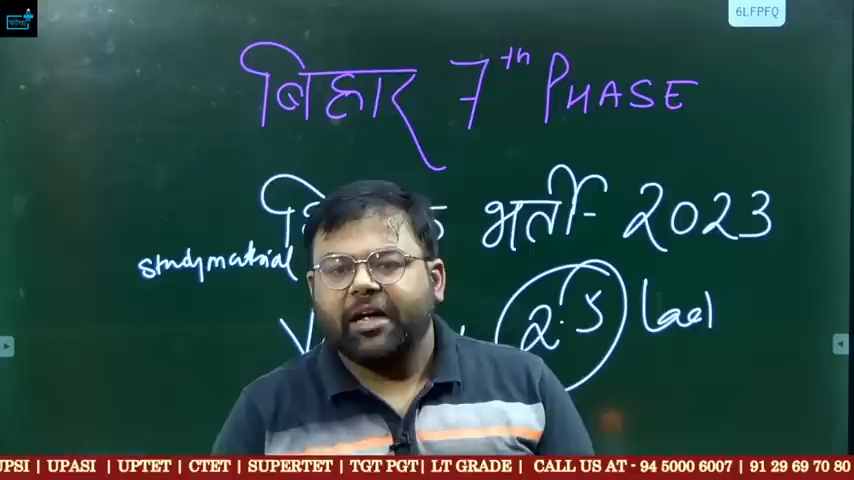 6LFPFQ
बिहार 7th PHASE
भर्ती- 2023
studymaterial
2.5 lac
UPSI | UPASI | UPTET | CTET | SUPERTET | TGT PGT| LT GRADE | CALL US AT - 94 5000 6007 | 91 29 69 70 80